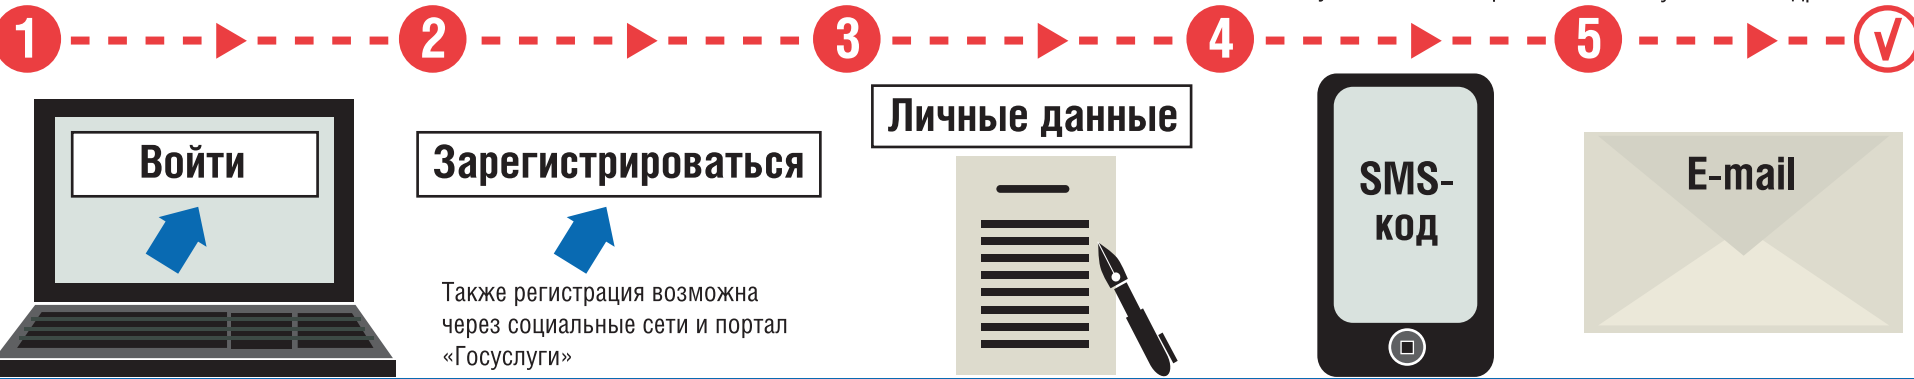 1
2
3
4
5
√
Войти
Зарегистрироваться
Также регистрация возможна
через социальные сети и портал
«Госуслуги»
Личные данные
SMS-
код
E-mail